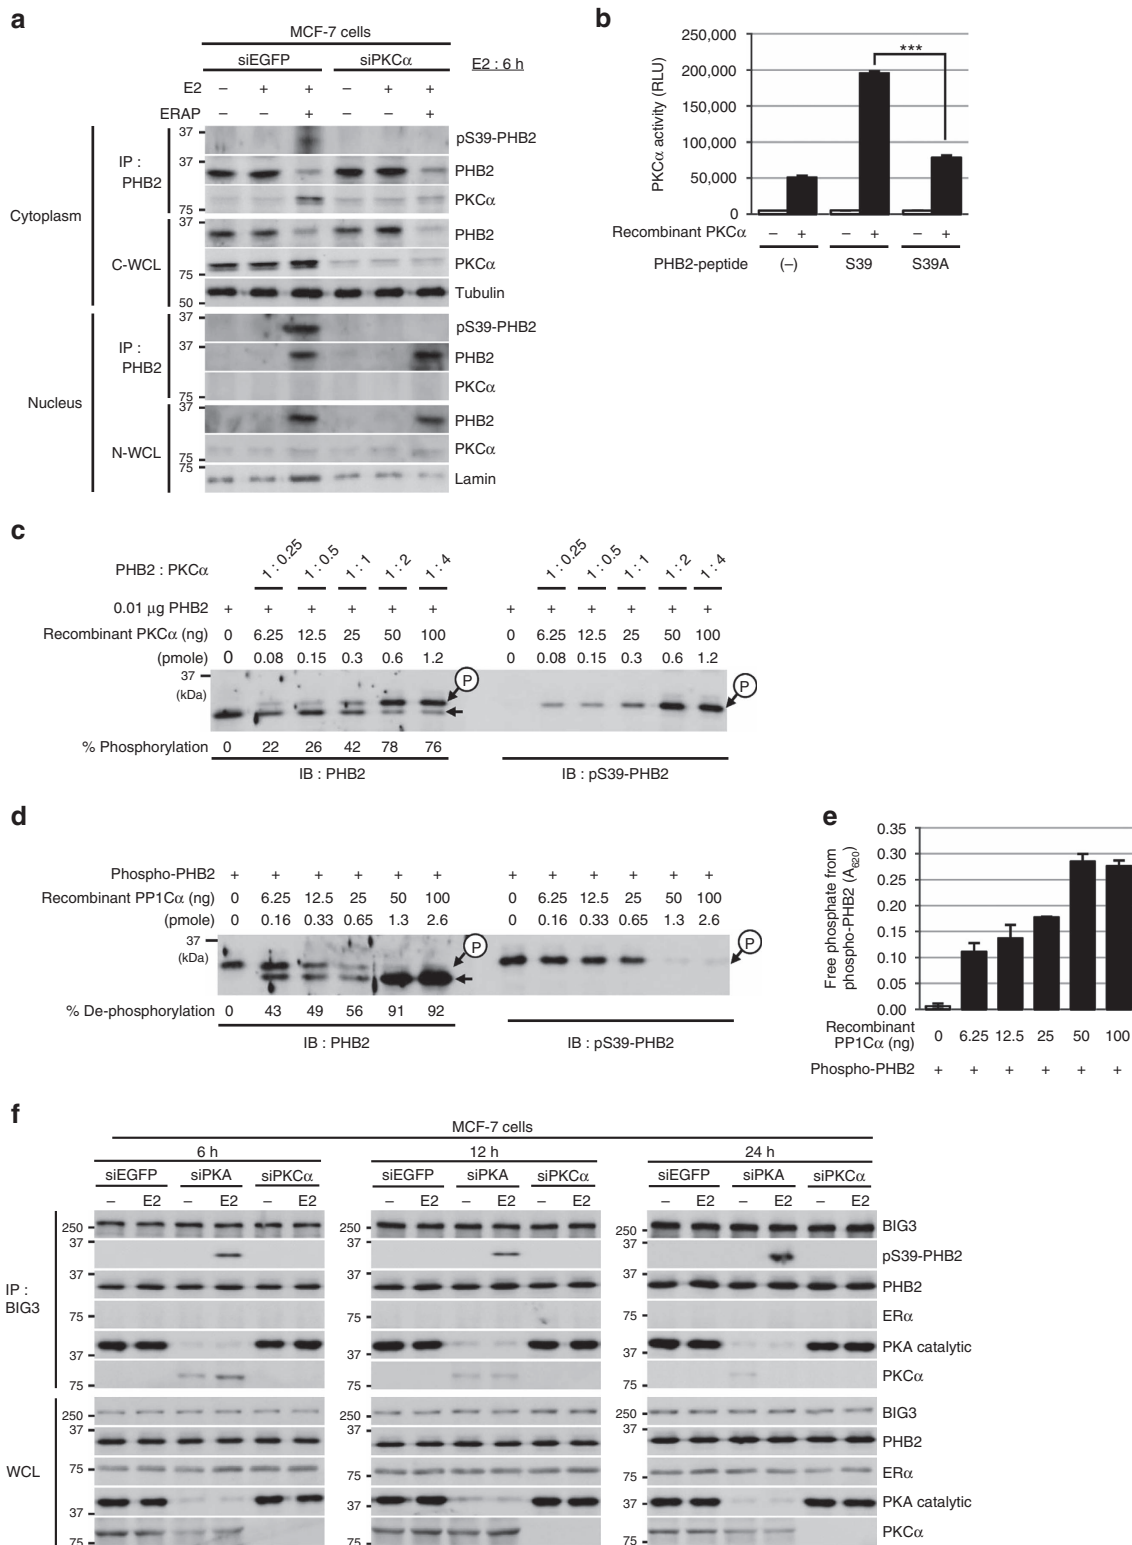 a
MCF-7 cells
siEGFP siPKCα E2 : 6 h
E2 – + + – + +
ERAP – – + – – +
Cytoplasm
IP : PHB2
37 pS39-PHB2
37 PHB2
75 PKCα
C-WCL
37 PHB2
75 PKCα
50 Tubulin
Nucleus
IP : PHB2
37 pS39-PHB2
37 PHB2
75 PKCα
N-WCL
37 PHB2
75 PKCα
75 Lamin
b
PKCα activity (RLU)
250,000
200,000
150,000
100,000
50,000
0
***
Recombinant PKCα – + – + – +
PHB2-peptide (–) S39 S39A
c
PHB2 : PKCα 1 : 0.25 1 : 0.5 1 : 1 1 : 2 1 : 4 1 : 0.25 1 : 0.5 1 : 1 1 : 2 1 : 4
0.01 μg PHB2 + + + + + + + + + + + +
Recombinant PKCα (ng) 0 6.25 12.5 25 50 100 0 6.25 12.5 25 50 100
(pmole) 0 0.08 0.15 0.3 0.6 1.2 0 0.08 0.15 0.3 0.6 1.2
37
(kDa)
P P
% Phosphorylation 0 22 26 42 78 76
IB : PHB2 IB : pS39-PHB2
d
Phospho-PHB2 + + + + + + + + + + + +
Recombinant PP1Cα (ng) 0 6.25 12.5 25 50 100 0 6.25 12.5 25 50 100
(pmole) 0 0.16 0.33 0.65 1.3 2.6 0 0.16 0.33 0.65 1.3 2.6
37
(kDa)
P P
% De-phosphorylation 0 43 49 56 91 92
IB : PHB2 IB : pS39-PHB2
e
Free phosphate from phospho-PHB2 (A620)
0.35
0.30
0.25
0.20
0.15
0.10
0.05
0.00
Recombinant PP1Cα (ng) 0 6.25 12.5 25 50 100
Phospho-PHB2 + + + + + +
f
MCF-7 cells
6 h 12 h 24 h
siEGFP siPKA siPKCα siEGFP siPKA siPKCα siEGFP siPKA siPKCα
– E2 – E2 – E2 – E2 – E2 – E2 – E2 – E2 – E2
IP : BIG3
250 250 250 BIG3
37 37 37 pS39-PHB2
37 37 37 PHB2
75 75 75 ERα
37 37 37 PKA catalytic
75 75 75 PKCα
WCL
250 250 250 BIG3
37 37 37 PHB2
75 75 75 ERα
37 37 37 PKA catalytic
75 75 75 PKCα